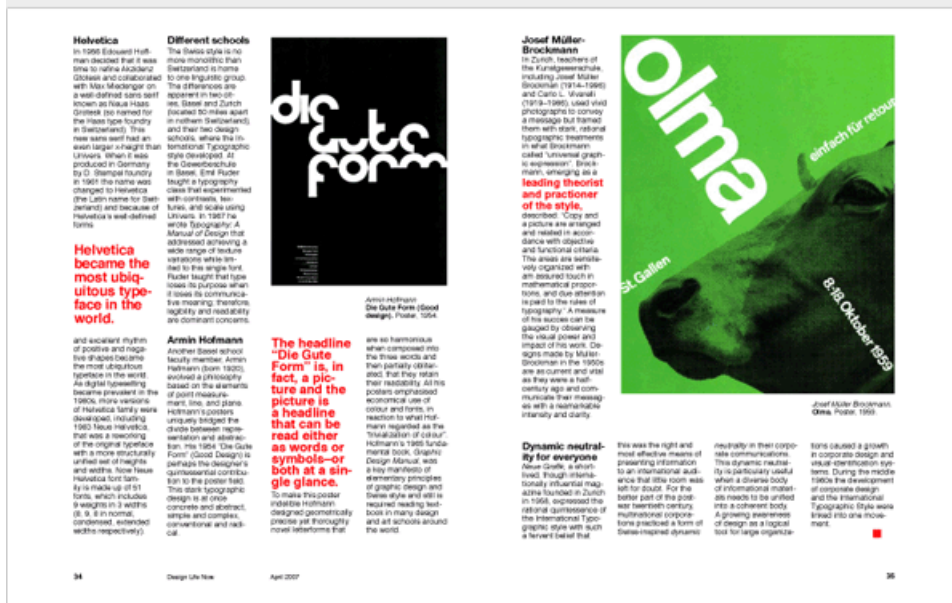 Helvetica
In 1956 Edouard Hoff-
man decided that it was
time to refine Akzidenz
Grotesk and collaborated
with Max Miedenger on
a well-defined sans serif
known as Neue Haas
Grotesk (so named for
the Haas type foundry
in Switzerland). This
new sans serif had an
even larger x-height than
Univers. When it was
produced in Germany
by D. Stempel foundry
in 1961 the name was
changed to Helvetica
(the Latin name for Swit-
zerland) and because of
Helvetica's well-defined
forms
Helvetica
became the
most ubiq-
uitous type-
face in the
world.
and excellent rhythm
of positive and nega-
tive shapes became
the most ubiquitous
typeface in the world.
As digital typesetting
became prevalent in the
1980s, more versions
of Helvetica family were
developed, including
1983 Neue Helvetica,
that was a reworking
of the original typeface
with a more structurally
unified set of heights
and widths. Now Neue
Helvetica font fam-
ily is made up of 51
fonts, which includes
9 weights in 3 widths
(8, 9, 8 in normal,
condensed, extended
widths respectively)
Different schools
The Swiss style is no
more monolithic than
Switzerland is home
to one linguistic group.
The differences are
apparent in two cit-
ies, Basel and Zurich
(located 50 miles apart
in nothern Switzerland)
and their two design
schools, where the In-
ternational Typographic
style developed. At
the Gewerbeschule
in Basel, Emil Ruder
taught a typography
class that experimented
with contrasts, tex-
tures, and scale using
Univers. In 1967 he
wrote Typography: A
Manual of Design that
addressed achieving a
wide range of texture
variations while lim-
ited to this single font.
Ruder taught that type
loses its purpose when
it loses its communica-
tive meaning; therefore,
legibility and readability
are dominant concerns.
Armin Hofmann
Another Basel school
faculty member, Armin
Hofmann (born 1920),
evolved a philosophy
based on the elements
of point measure-
ment, line, and plane.
Hofmann's posters
uniquely bridged the
divide between repre-
sentation and abstrac-
tion. His 1954 "Die Gute
Form" (Good Design) is
perhaps the designer's
quintessential contribu-
tion to the poster field.
This stark typographic
design is at once
concrete and abstract,
simple and complex,
conventional and radi-
cal.
die
Gute
Form
Armin Hofmann
Die Gute Form (Good
design). Poster, 1954.
The headline
"Die Gute
Form" is, in
fact, a pic-
ture and the
picture is
a headline
that can be
read either
as words or
symbols—or
both at a sin-
gle glance.
To make this poster
indelible Hofmann
designed geometrically
precise yet thoroughly
novel letterforms that
are so harmonious
when composed into
the three words and
then partially obliter-
ated, that they retain
their readability. All his
posters emphasised
economical use of
colour and fonts, in
reaction to what Hof-
mann regarded as the
"trivialization of colour".
Hofmann's 1965 funda-
mental book, Graphic
Design Manual, was
a key manifesto of
elementary principles
of graphic design and
Swiss style and still is
required reading text-
book in many design
and art schools around
the world.
34
Design Life Now
April 2007
Josef Müller-
Brockmann
In Zurich, teachers of
the Kunstgewerschule,
including Josef Müller
Brockman (1914–1996)
and Carlo L. Vivarelli
(1919–1986), used vivid
photographs to convey
a message but framed
them with stark, rational
typographic treatments
in what Brockmann
called "universal graph-
ic expression". Brock-
mann, emerging as a
leading theorist
and practioner
of the style,
described: "Copy and
a picture are arranged
and related in accor-
dance with objective
and functional criteria.
The areas are sensitive-
ly organized with
am assured touch in
mathematical propor-
tions, and due attention
is paid to the rules of
typography." A measure
of his succes can be
gauged by observing
the visual power and
impact of his work. De-
signs made by Muller-
Brockman in the 1950s
are as current and vital
as they were a half-
century ago and com-
municate their messag-
es with a reamarkable
intensity and clarity.
olma
einfach für retour
St. Gallen
8-18 Oktober 1959
Josef Müller Brockmann.
Olma. Poster, 1959.
Dynamic neutral-
ity for everyone
Neue Grafik, a short-
lived, though interna-
tionally influential mag-
azine founded in Zurich
in 1958, expressed the
rational quintessence of
the International Typo-
graphic style with such
a fervent belief that
this was the right and
most effective means of
presenting information
to an international audi-
ence that little room was
left for doubt. For the
better part of the post-
war twentieth century,
multinational corpora-
tions practiced a form of
Swiss-inspired dynamic
neutrality in their corpo-
rate communications.
This dynamic neutral-
ity is particularly useful
when a diverse body
of informational materi-
als needs to be unified
into a coherent body.
A growing awareness
of design as a logical
tool for large organiza-
tions caused a growth
in corporate design and
visual-identification sys-
tems. During the middle
1960s the development
of corporate design
and the International
Typographic Style were
linked into one move-
ment.
35